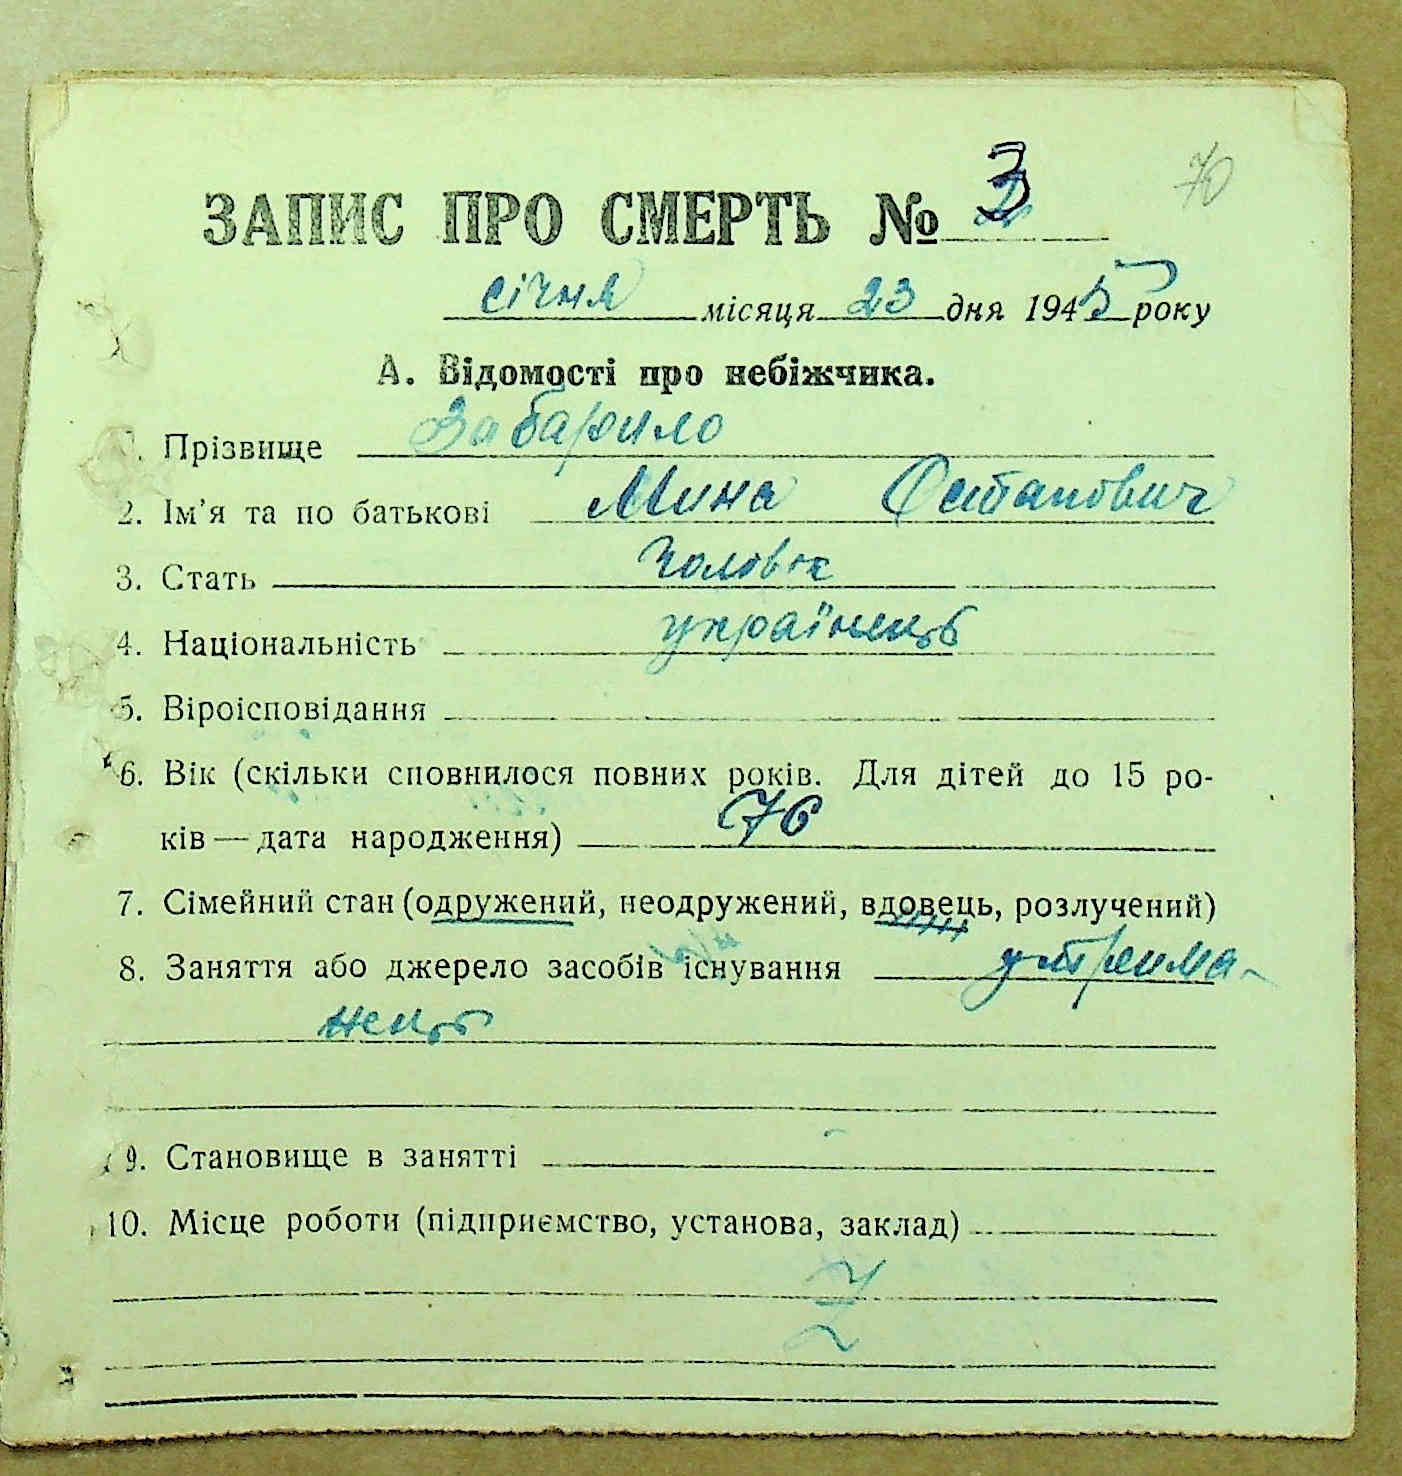 70
ЗАПИС ПРО СМЕРТЬ № 3
січня місяця 23 дня 1945 року
А. Відомості про небіжчика.
1. Прізвище Забарило
2. Ім’я та по батькові Мина Остапович
3. Стать Чоловік
4. Національність українець
5. Віроісповідання
6. Вік (скільки сповнилося повних років. Для дітей до 15 ро-
ків — дата народження) 76
7. Сімейний стан (одружений, неодружений, вдовець, розлучений)
8. Заняття або джерело засобів існування утрима-
нець
9. Становище в занятті
10. Місце роботи (підприємство, установа, заклад)